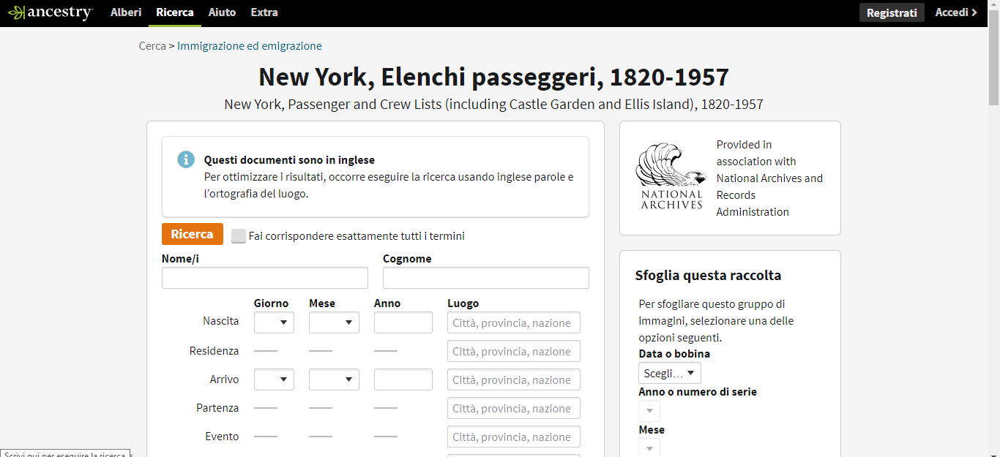 ancestry
Alberi Ricerca Aiuto Extra
Registrati Accedi >
Cerca > Immigrazione ed emigrazione
New York, Elenchi passeggeri, 1820-1957
New York, Passenger and Crew Lists (including Castle Garden and Ellis Island), 1820-1957
i Questi documenti sono in inglese
Per ottimizzare i risultati, occorre eseguire la ricerca usando inglese parole e
l’ortografia del luogo.
Ricerca Fai corrispondere esattamente tutti i termini
Nome/i Cognome
Giorno Mese Anno Luogo
Nascita Città, provincia, nazione
Residenza Città, provincia, nazione
Arrivo Città, provincia, nazione
Partenza Città, provincia, nazione
Evento Città, provincia, nazione
NATIONAL
ARCHIVES
Provided in
association with
National Archives and
Records
Administration
Sfoglia questa raccolta
Per sfogliare questo gruppo di
immagini, selezionare una delle
opzioni seguenti.
Data o bobina
Scegli…
Anno o numero di serie
Mese
Scrivi qui per eseguire la ricerca